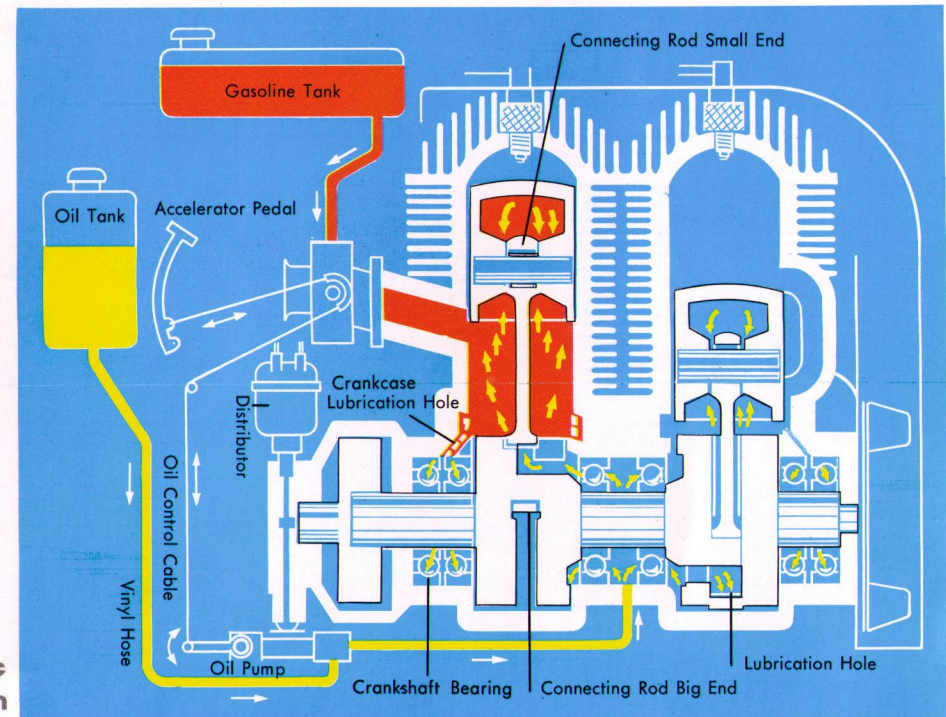 Connecting Rod Small End
Gasoline Tank
Oil Tank
Accelerator Pedal
Crankcase
Lubrication Hole
Distributor
Oil Control Cable
Vinyl Hose
Oil Pump
Crankshaft Bearing
Connecting Rod Big End
Lubrication Hole